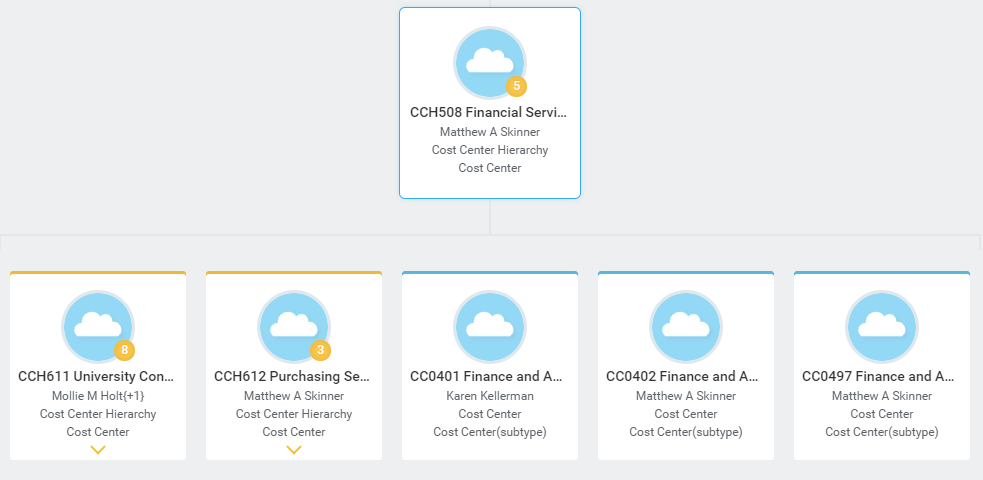 5
CCH508 Financial Servi...
Matthew A Skinner
Cost Center Hierarchy
Cost Center
8
CCH611 University Con...
Mollie M Holt{+1}
Cost Center Hierarchy
Cost Center
3
CCH612 Purchasing Se...
Matthew A Skinner
Cost Center Hierarchy
Cost Center
CC0401 Finance and A...
Karen Kellerman
Cost Center
Cost Center(subtype)
CC0402 Finance and A...
Matthew A Skinner
Cost Center
Cost Center(subtype)
CC0497 Finance and A...
Matthew A Skinner
Cost Center
Cost Center(subtype)